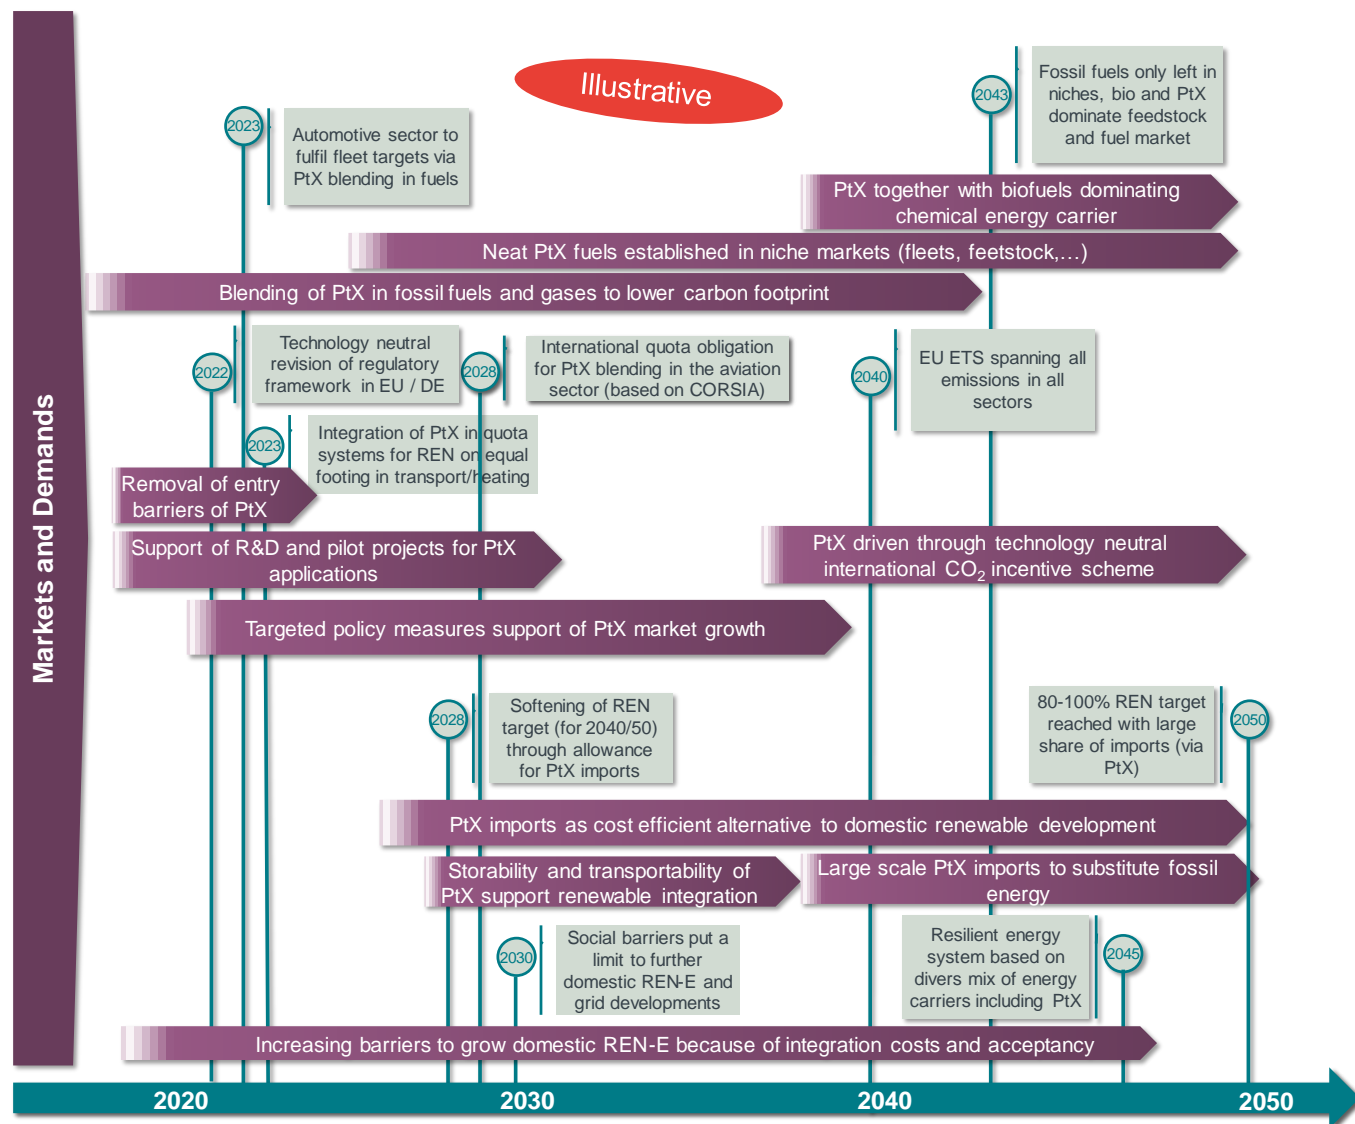 Markets and Demands
Illustrative
2023
Automotive sector to
fulfil fleet targets via
PtX blending in fuels
2043
Fossil fuels only left in
niches, bio and PtX
dominate feedstock
and fuel market
PtX together with biofuels dominating
chemical energy carrier
Neat PtX fuels established in niche markets (fleets, feetstock,…)
Blending of PtX in fossil fuels and gases to lower carbon footprint
2022
Technology neutral
revision of regulatory
framework in EU / DE
2028
International quota obligation
for PtX blending in the aviation
sector (based on CORSIA)
2040
EU ETS spanning all
emissions in all
sectors
2023
Integration of PtX in quota
systems for REN on equal
footing in transport/heating
Removal of entry
barriers of PtX
Support of R&D and pilot projects for PtX
applications
PtX driven through technology neutral
international CO₂ incentive scheme
Targeted policy measures support of PtX market growth
2028
Softening of REN
target (for 2040/50)
through allowance
for PtX imports
80-100% REN target
reached with large
share of imports (via
PtX)
2050
PtX imports as cost efficient alternative to domestic renewable development
Storability and transportability of
PtX support renewable integration
Large scale PtX imports to substitute fossil
energy
2030
Social barriers put a
limit to further
domestic REN-E and
grid developments
Resilient energy
system based on
divers mix of energy
carriers including PtX
2045
Increasing barriers to grow domestic REN-E because of integration costs and acceptancy
2020
2030
2040
2050